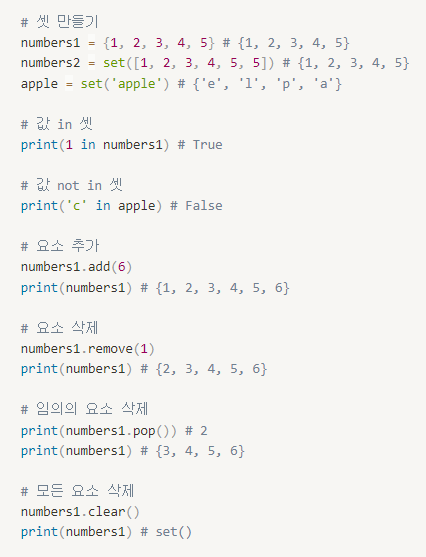 # 셋 만들기
numbers1 = {1, 2, 3, 4, 5} # {1, 2, 3, 4, 5}
numbers2 = set([1, 2, 3, 4, 5, 5]) # {1, 2, 3, 4, 5}
apple = set('apple') # {'e', 'l', 'p', 'a'}
# 값 in 셋
print(1 in numbers1) # True
# 값 not in 셋
print('c' in apple) # False
# 요소 추가
numbers1.add(6)
print(numbers1) # {1, 2, 3, 4, 5, 6}
# 요소 삭제
numbers1.remove(1)
print(numbers1) # {2, 3, 4, 5, 6}
# 임의의 요소 삭제
print(numbers1.pop()) # 2
print(numbers1) # {3, 4, 5, 6}
# 모든 요소 삭제
numbers1.clear()
print(numbers1) # set()